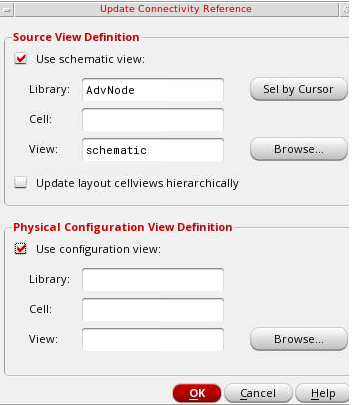 Update Connectivity Reference
Source View Definition
Use schematic view:
Library: AdvNode Sel by Cursor
Cell:
View: schematic Browse...
Update layout cellviews hierarchically
Physical Configuration View Definition
Use configuration view:
Library:
Cell:
View: Browse...
OK Cancel Help